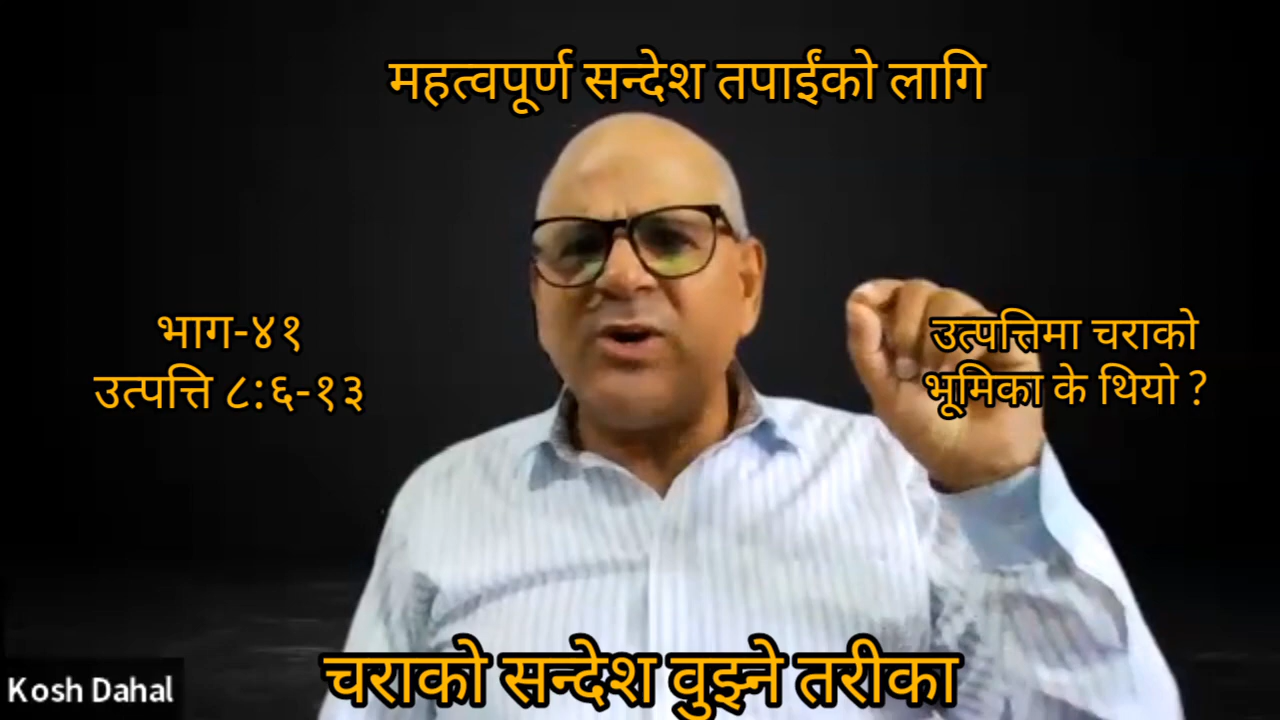 महत्वपूर्ण सन्देश तपाईंको लागि
भाग-४१
उत्पत्ति ८:६-१३
उत्पत्तिमा चराको
भूमिका के थियो ?
चराको सन्देश वुझ्ने तरीका
Kosh Dahal